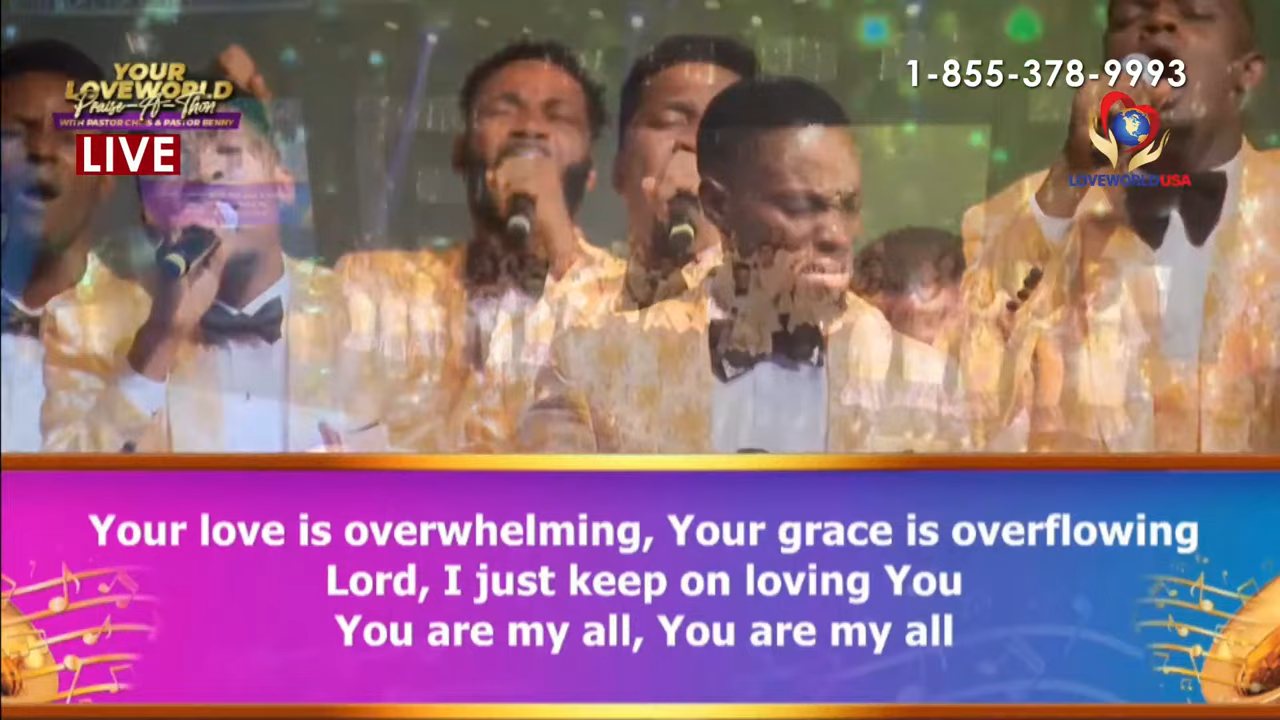 YOUR
LOVEWORLD
Praise-A-Thon
WITH PASTOR CHRIS & PASTOR BENNY
LIVE
1-855-378-9993
LOVEWORLD USA
Your love is overwhelming, Your grace is overflowing
Lord, I just keep on loving You
You are my all, You are my all